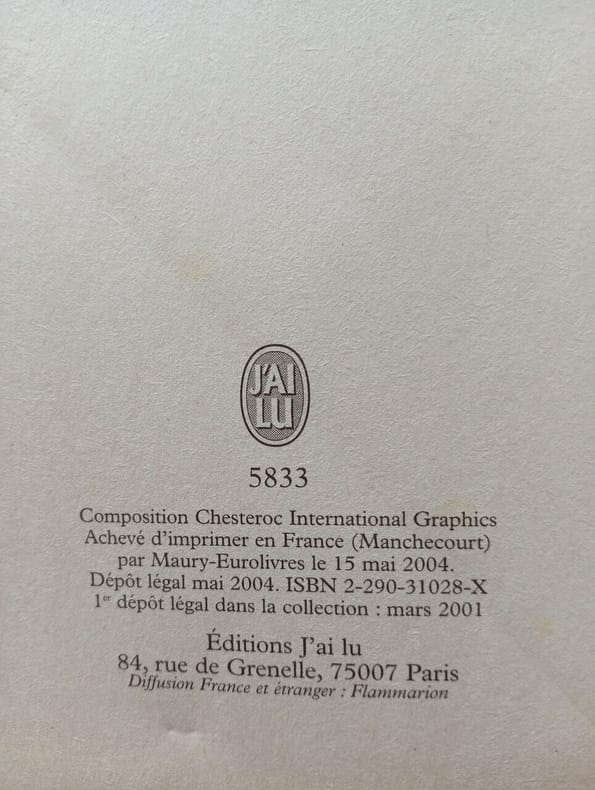 J'AI
LU
5833
Composition Chesteroc International Graphics
Achevé d'imprimer en France (Manchecourt)
par Maury-Eurolivres le 15 mai 2004.
Dépôt légal mai 2004. ISBN 2-290-31028-X
1er dépôt légal dans la collection : mars 2001
Éditions J'ai lu
84, rue de Grenelle, 75007 Paris
Diffusion France et étranger : Flammarion